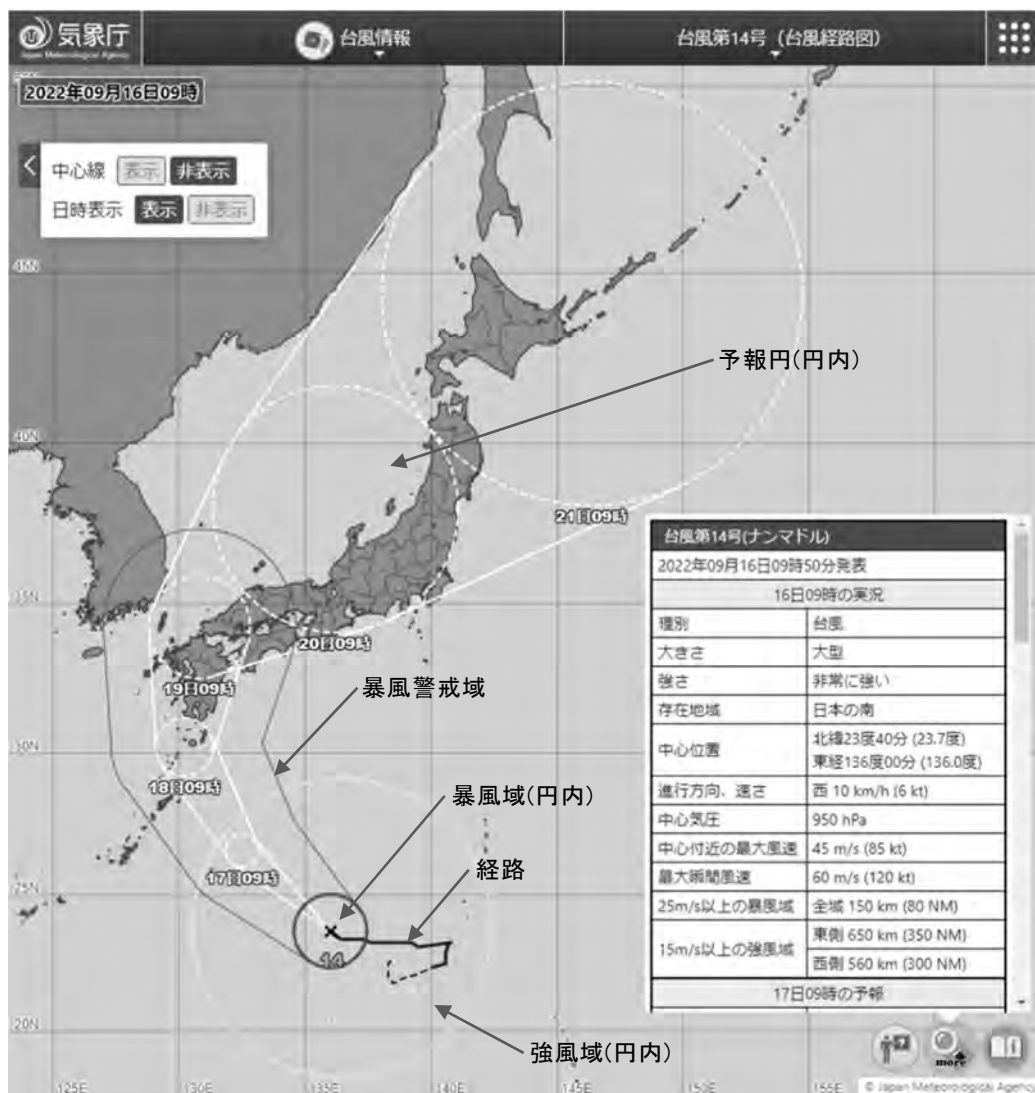 気象庁
Japan Meteorological Agency
台風情報
台風第14号（台風経路図）
2022年09月16日09時
中心線 表示 非表示
日時表示 表示 非表示
45N
40N
35N
30N
25N
20N
125E
130E
135E
140E
145E
150E
155E
予報円(円内)
21日09時
20日09時
19日09時
暴風警戒域
18日09時
暴風域(円内)
17日09時
経路
14
強風域(円内)
台風第14号(ナンマドル)
2022年09月16日09時50分発表
16日09時の実況
種別 台風
大きさ 大型
強さ 非常に強い
存在地域 日本の南
中心位置 北緯23度40分 (23.7度)
東経136度00分 (136.0度)
進行方向、速さ 西 10 km/h (6 kt)
中心気圧 950 hPa
中心付近の最大風速 45 m/s (85 kt)
最大瞬間風速 60 m/s (120 kt)
25m/s以上の暴風域 全域 150 km (80 NM)
15m/s以上の強風域 東側 650 km (350 NM)
西側 560 km (300 NM)
17日09時の予報
more
© Japan Meteorological Agency